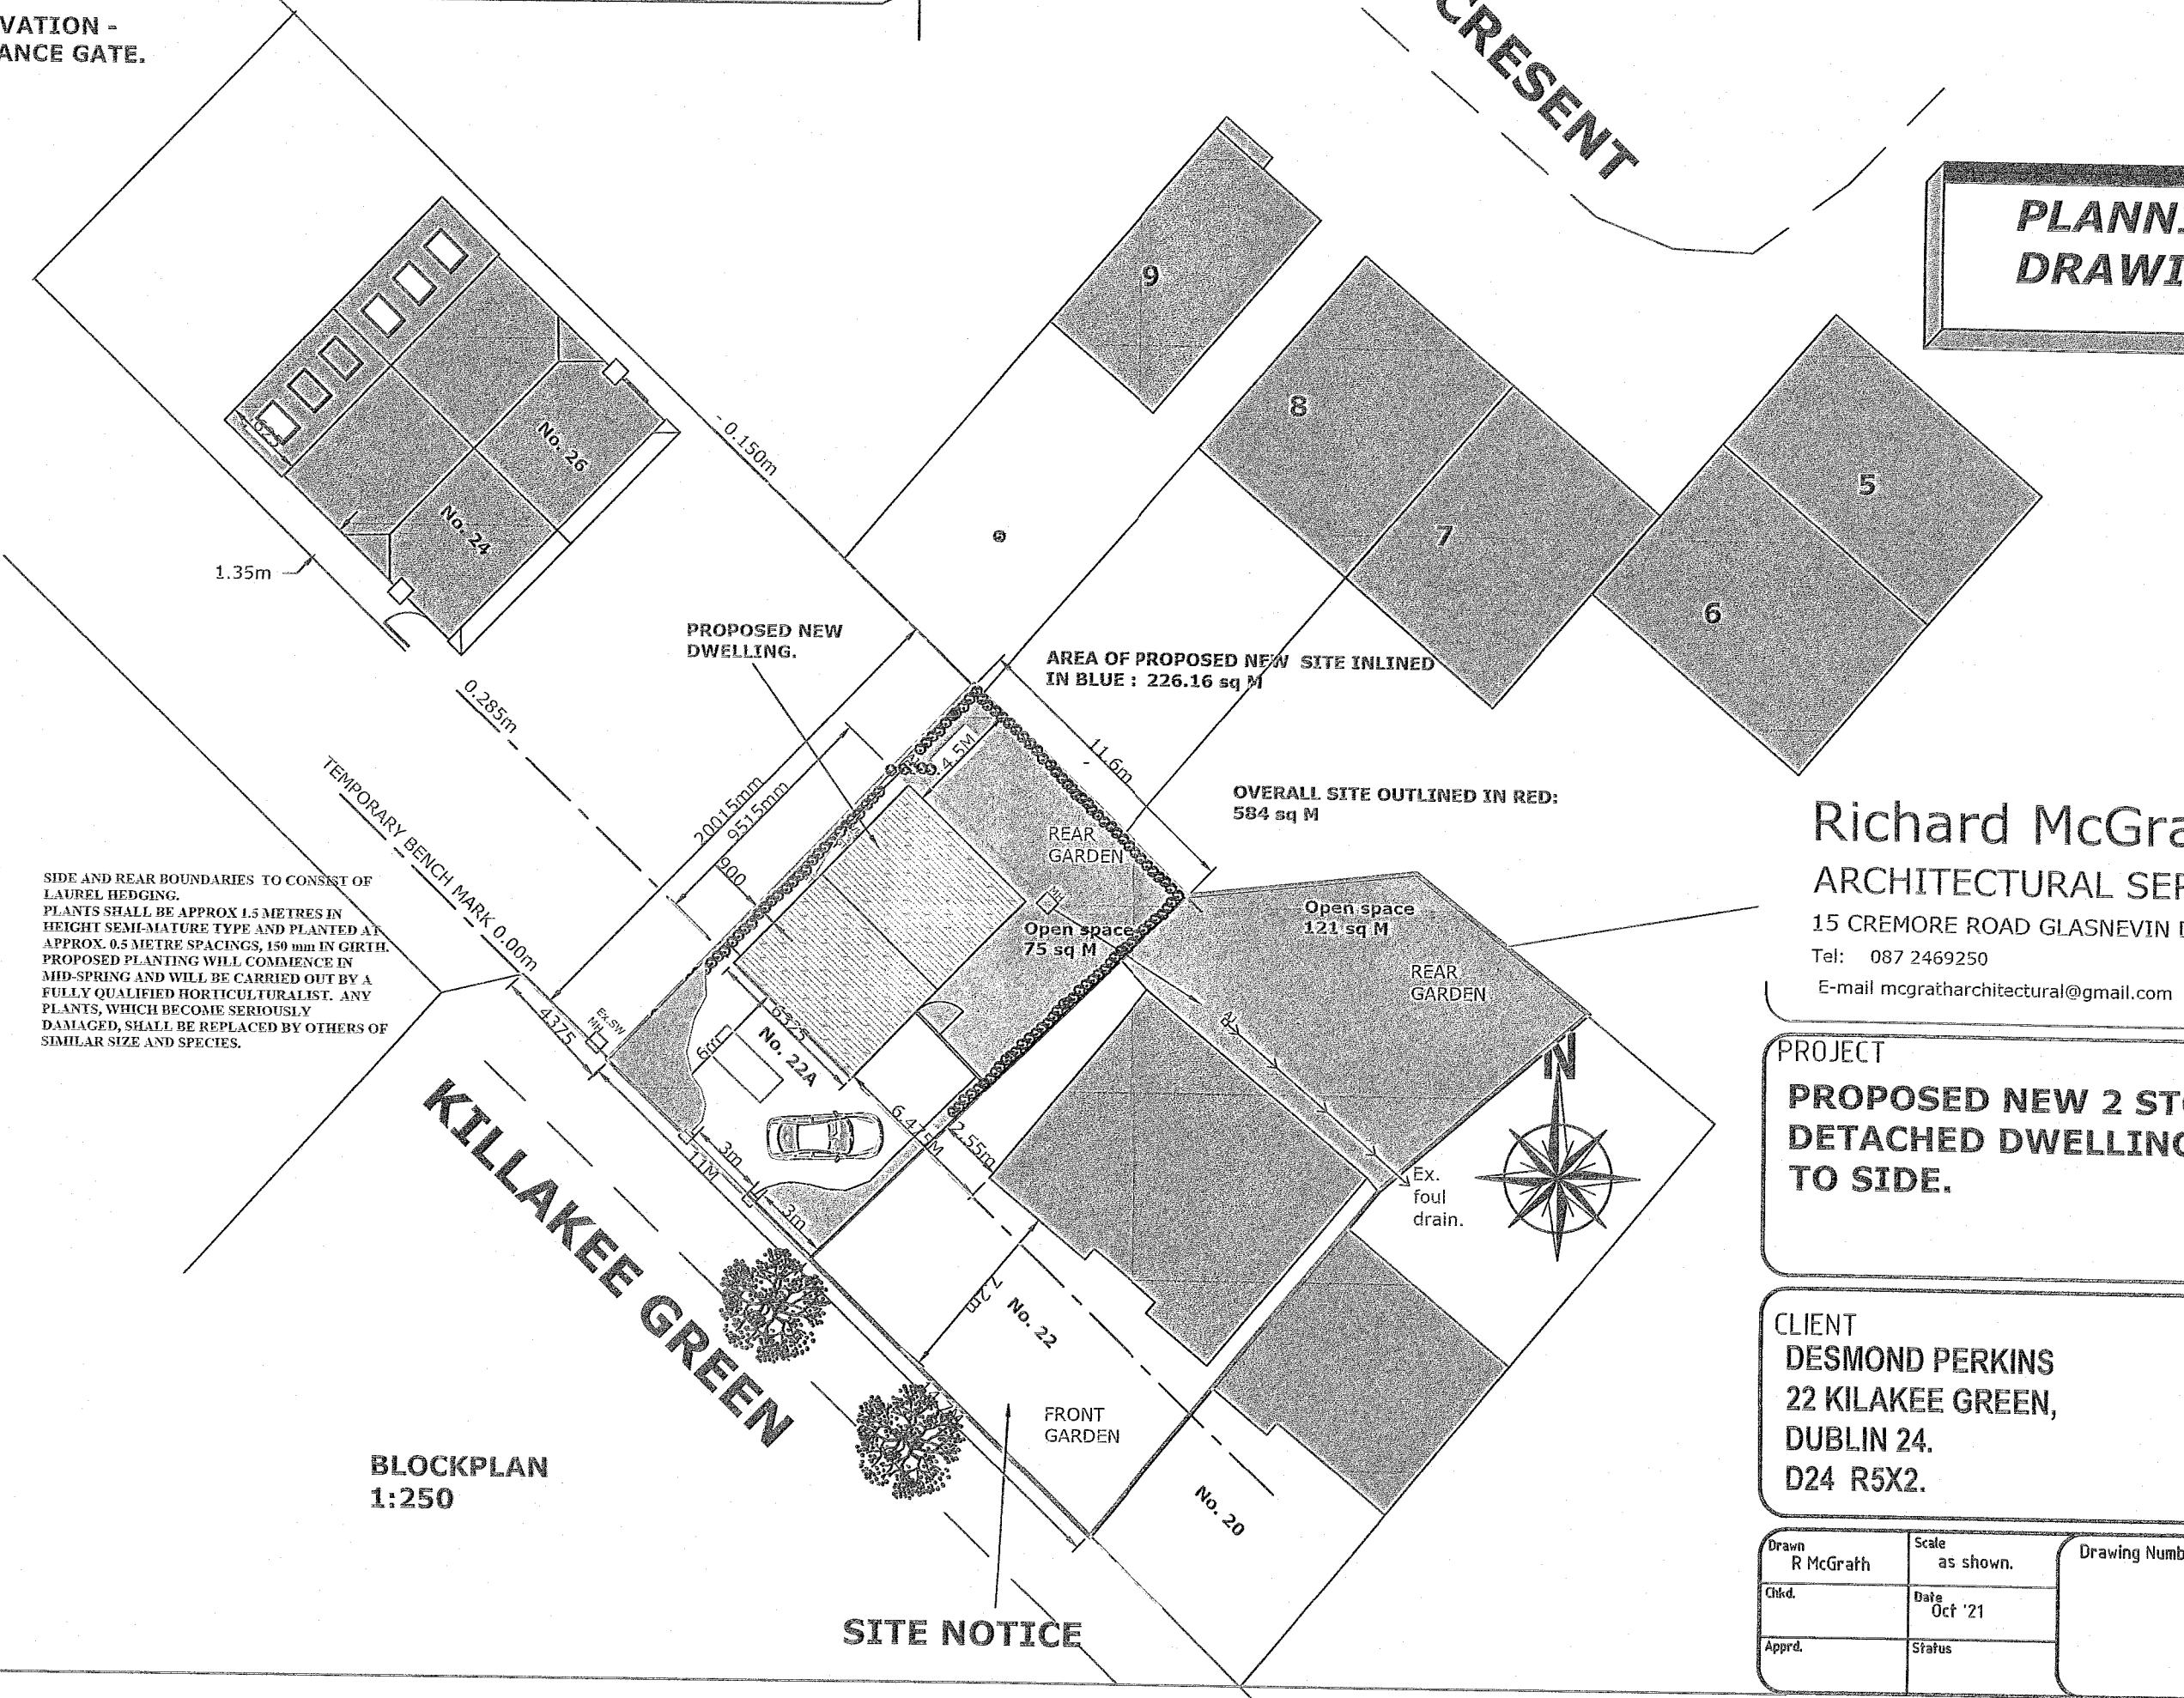 VATION -
ANCE GATE.
CRESENT
PLANN.
DRAWI
9
8
7
5
6
No. 26
No. 24
- 0.150m
1.35m
625
0.285m
PROPOSED NEW
DWELLING.
AREA OF PROPOSED NEW SITE INLINED
IN BLUE : 226.16 sq M
11.6m
4.5M
20015mm
9515mm
900
OVERALL SITE OUTLINED IN RED:
584 sq M
REAR
GARDEN
MH
Open space
75 sq M
Open space
121 sq M
REAR
GARDEN
TEMPORARY BENCH MARK 0.00m
SIDE AND REAR BOUNDARIES TO CONSIST OF
LAUREL HEDGING.
PLANTS SHALL BE APPROX 1.5 METRES IN
HEIGHT SEMI-MATURE TYPE AND PLANTED AT
APPROX. 0.5 METRE SPACINGS, 150 mm IN GIRTH.
PROPOSED PLANTING WILL COMMENCE IN
MID-SPRING AND WILL BE CARRIED OUT BY A
FULLY QUALIFIED HORTICULTURALIST. ANY
PLANTS, WHICH BECOME SERIOUSLY
DAMAGED, SHALL BE REPLACED BY OTHERS OF
SIMILAR SIZE AND SPECIES.
4375
Ex.SW
MH
6325
6m
No. 22A
6.475M
2.55m
3m
11M
3m
7.2m
No. 22
KILLAKEE GREEN
Ex.
foul
drain.
N
FRONT
GARDEN
No. 20
BLOCKPLAN
1:250
SITE NOTICE
Richard McGra
ARCHITECTURAL SER
15 CREMORE ROAD GLASNEVIN D
Tel: 087 2469250
E-mail mcgratharchitectural@gmail.com
PROJECT
PROPOSED NEW 2 STO
DETACHED DWELLING
TO SIDE.
CLIENT
DESMOND PERKINS
22 KILAKEE GREEN,
DUBLIN 24.
D24 R5X2.
Drawn
R McGrath
Scale
as shown.
Drawing Numb
Chkd.
Date
Oct '21
Apprd.
Status